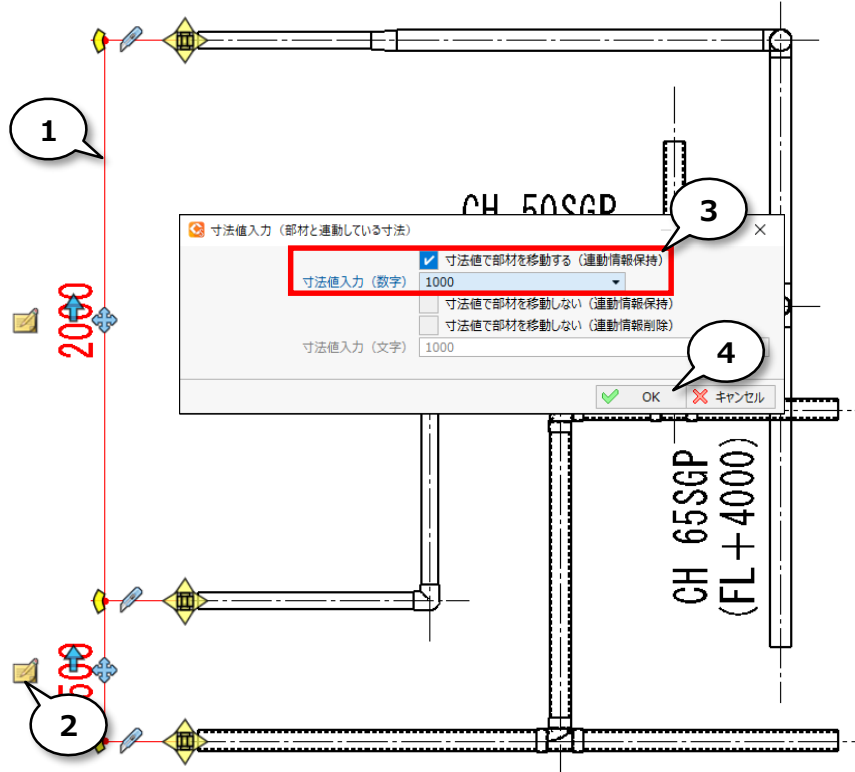 1
CH 50SGP
3
寸法値入力（部材と連動している寸法）
寸法値で部材を移動する（連動情報保持）
寸法値入力（数字） 1000
寸法値で部材を移動しない（連動情報保持）
寸法値で部材を移動しない（連動情報削除）
寸法値入力（文字） 1000
4
OK キャンセル
2000
CH 65SGP
(FL＋4000)
500
2